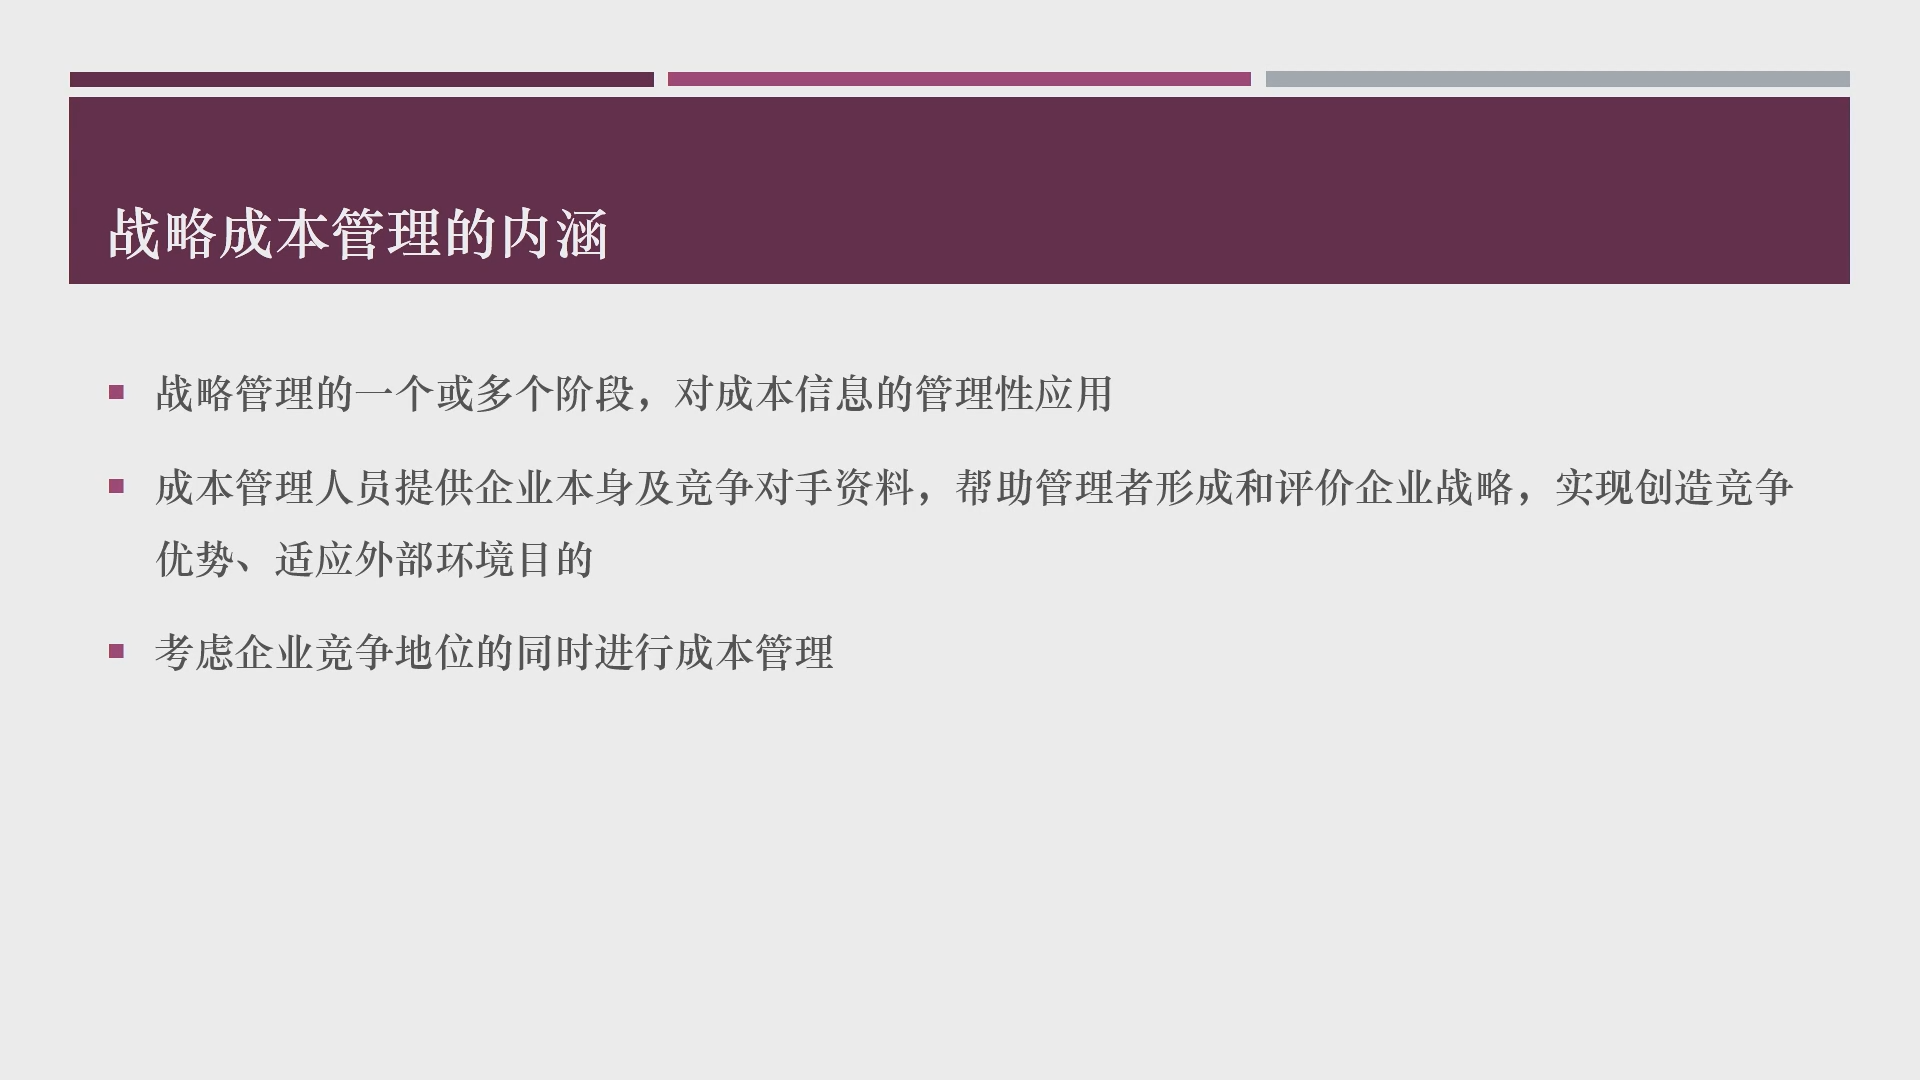 战略成本管理的内涵
战略管理的一个或多个阶段，对成本信息的管理性应用
成本管理人员提供企业本身及竞争对手资料，帮助管理者形成和评价企业战略，实现创造竞争
优势、适应外部环境目的
考虑企业竞争地位的同时进行成本管理